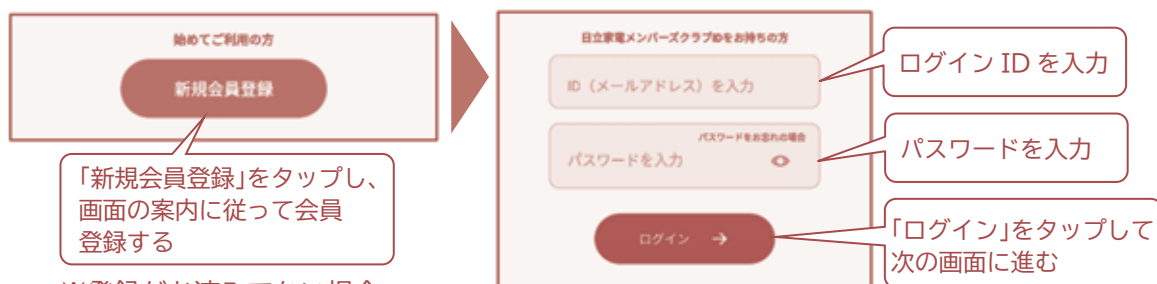 始めてご利用の方
新規会員登録
「新規会員登録」をタップし、
画面の案内に従って会員
登録する
日立家電メンバーズクラブIDをお持ちの方
ID（メールアドレス）を入力
パスワードをお忘れの場合
パスワードを入力
ログイン →
ログイン ID を入力
パスワードを入力
「ログイン」をタップして
次の画面に進む